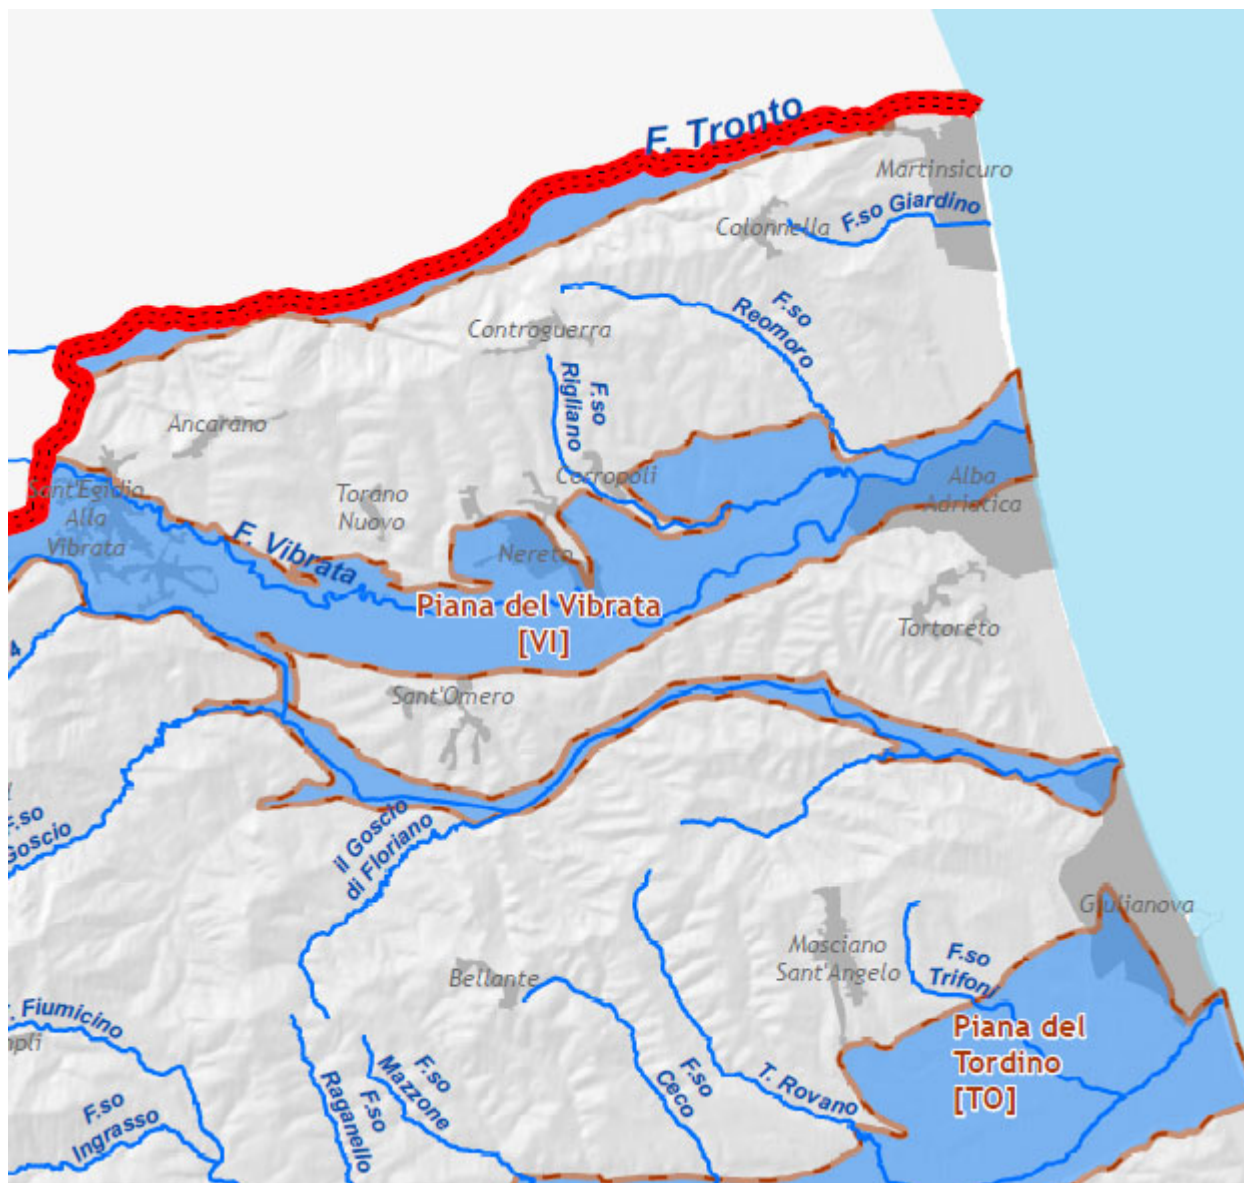 F. Tronto
Martinsicuro
F.so Giardino
Colonnella
F.so
Reomoro
Controguerra
F.so
Rigliano
Ancarano
Corropoli
Alba
Adriatica
Sant'Egidio
Alla
Vibrata
Torano
Nuovo
F. Vibrata
Nereto
Piana del Vibrata
[VI]
Tortoreto
Sant'Omero
F.so
Goscio
il Goscio
di Floriano
Giulianova
Mosciano
Sant'Angelo
F.so
Trifoni
Bellante
Fiumicino
Piana del
Tordino
[TO]
F.so
Mazzone
F.so
Raganello
F.so
Ceco
T. Rovano
F.so
Ingrasso